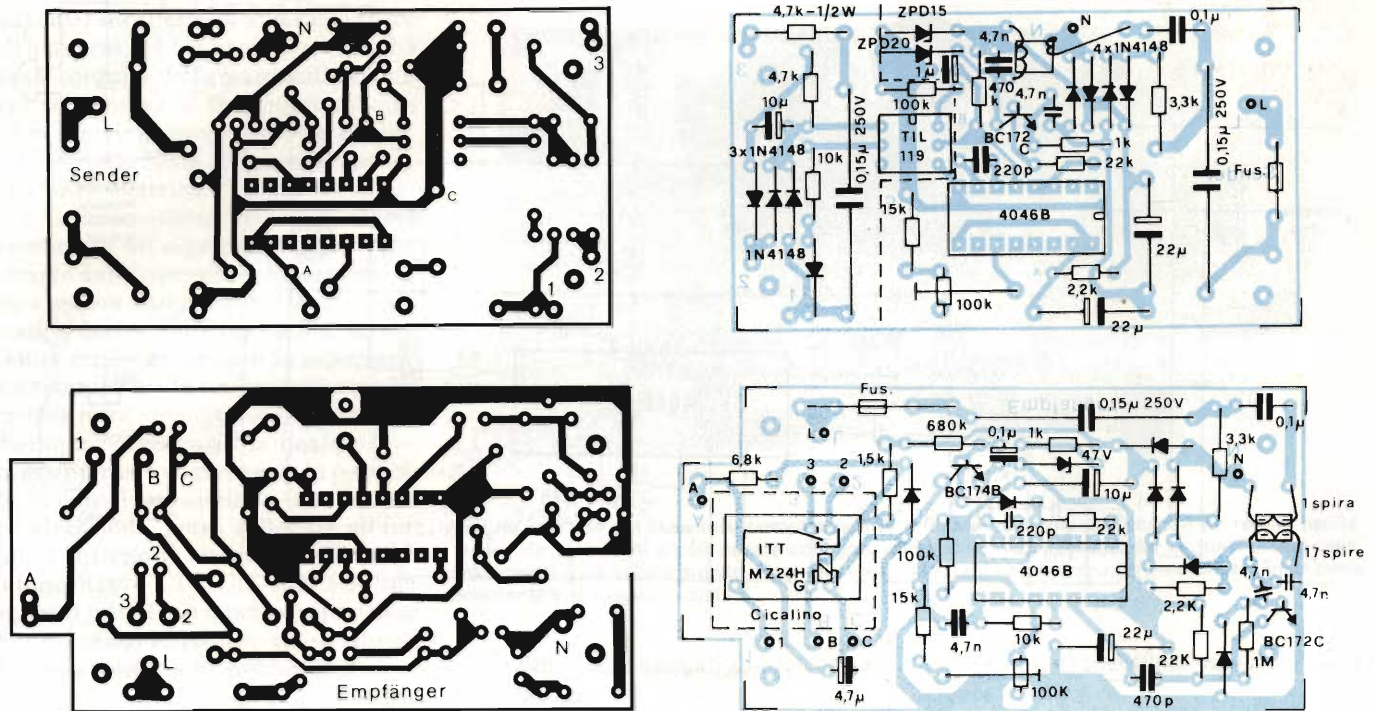 N
3
L
B
Sender
C
A
1
2
4,7k-1/2W
ZPD15
N
0,1µ
ZPD20
4,7n
4x1N4148
1µ
4,7k
100k
470
k
4,7n
3,3k
L
10µ
0,15µ 250V
U
TIL
119
BC172
C
1k
0,15µ 250V
3x1N4148
10k
220p
22k
Fus.
15k
4046B
1N4148
22µ
2,2k
100k
22µ
1
B
C
2
A
3
2
L
N
Empfänger
Fus.
0,15µ 250V
0,1µ
L
680k
0,1µ
1k
3,3k
6,8k
3
2
1,5k
47V
N
A
BC174B
10µ
1 spira
220p
22k
ITT
MZ24H
G
100k
4046B
17 spire
4,7n
4,7n
Cicalino
15k
2,2K
1
B
C
4,7n
10k
22µ
22K
1M
BC172C
4,7µ
100K
470p